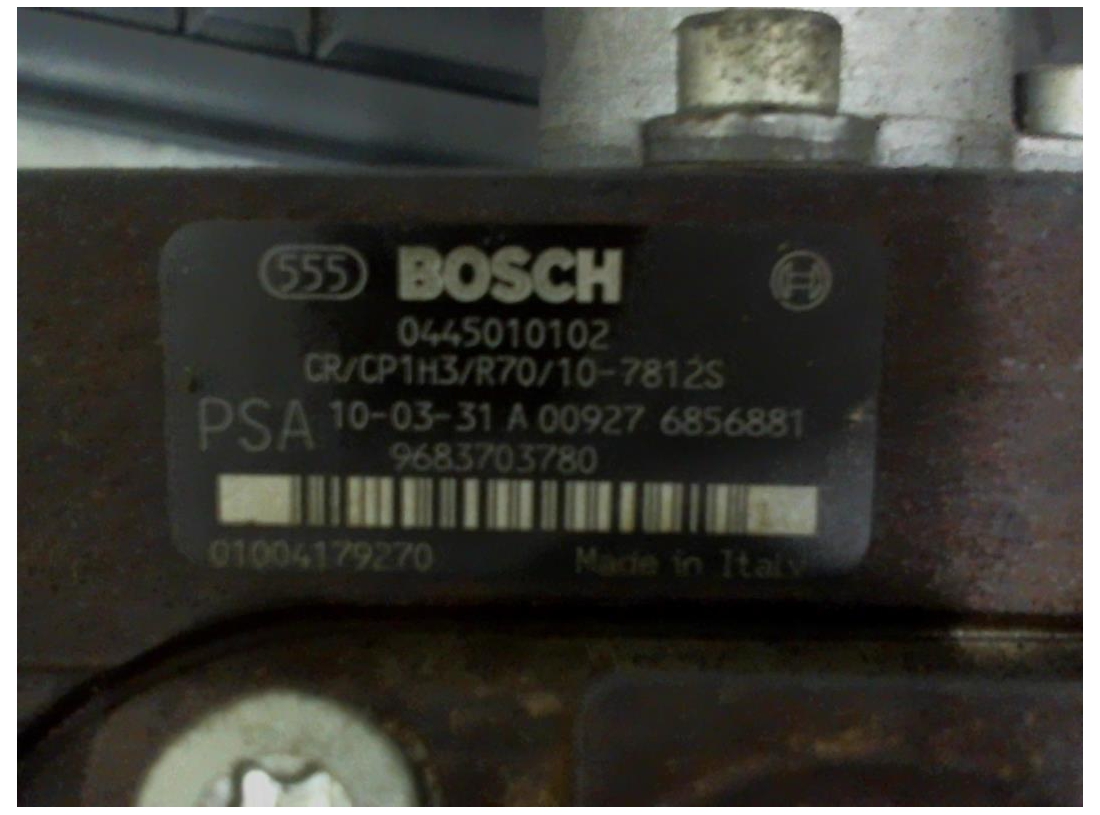 555 BOSCH
0445010102
CR/CP1H3/R70/10-7812S
PSA 10-03-31 A 00927 6856881
9683703780
01004179270 Made in Italy